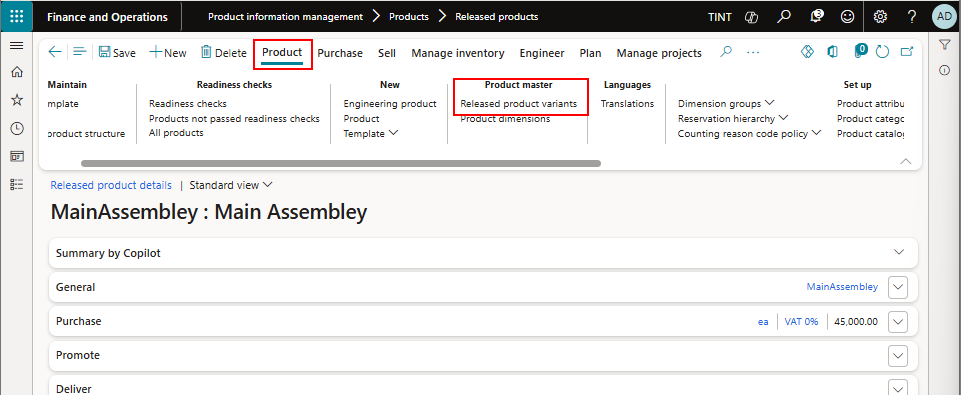 Finance and Operations Product information management Products Released products TINT 3 ? AD
Save New Delete Product Purchase Sell Manage inventory Engineer Plan Manage projects ... 0
Maintain Readiness checks New Product master Languages Set up
mplate Readiness checks Engineering product Released product variants Translations Dimension groups Product attribu
Products not passed readiness checks Product Product dimensions Reservation hierarchy Product categ
product structure All products Template Counting reason code policy Product catalog
Released product details | Standard view
MainAssembley : Main Assembley
Summary by Copilot
General MainAssembley
Purchase ea VAT 0% 45,000.00
Promote
Deliver